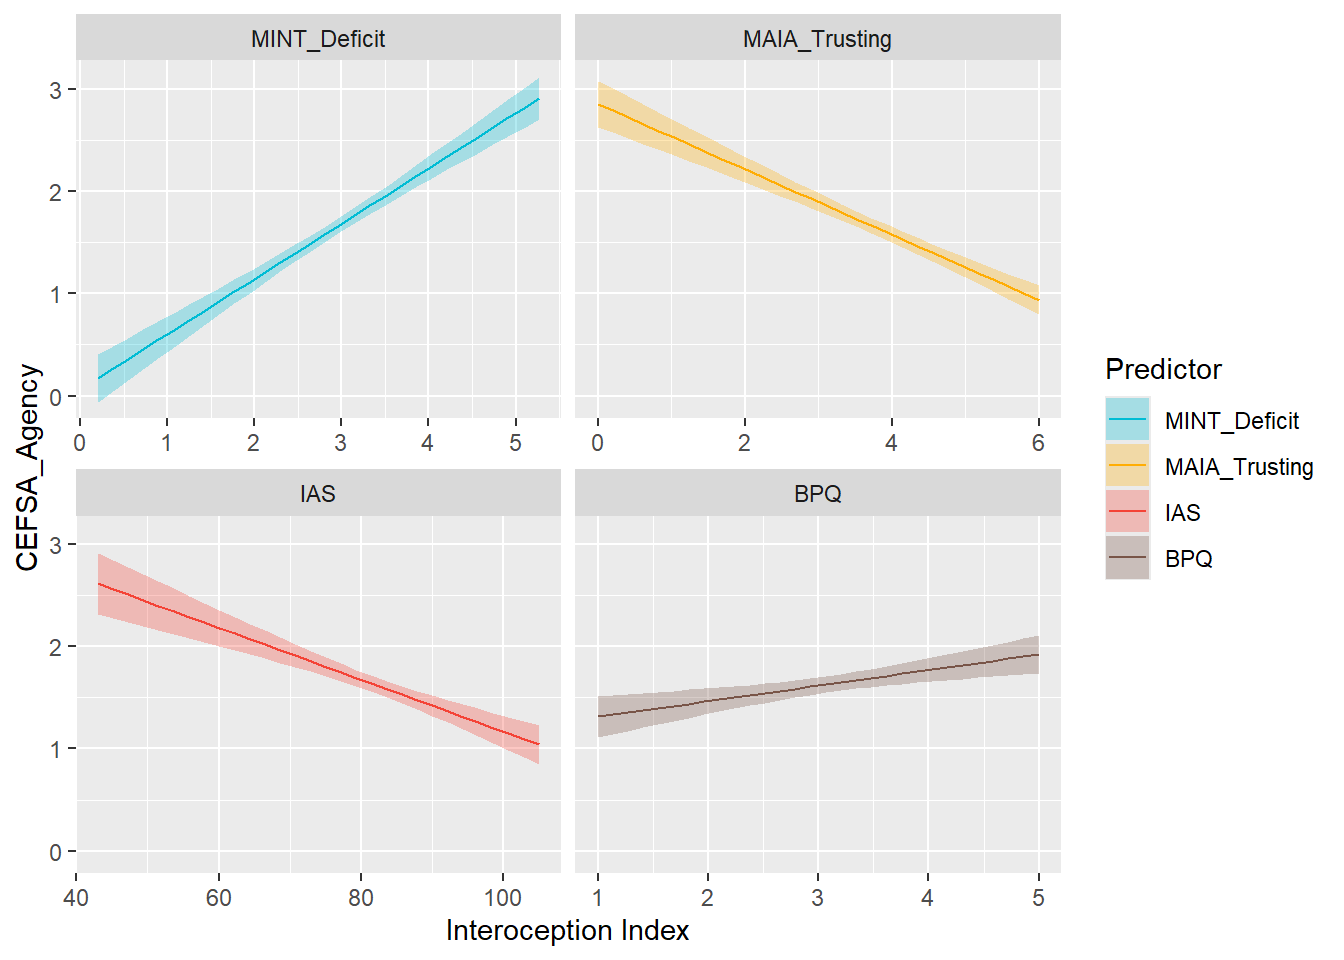 MINT_Deficit
MAIA_Trusting
3
2
1
0
0 1 2 3 4 5
0 2 4 6
IAS
BPQ
3
2
1
0
40 60 80 100
1 2 3 4 5
CEFSA_Agency
Interoception Index
Predictor
MINT_Deficit
MAIA_Trusting
IAS
BPQ